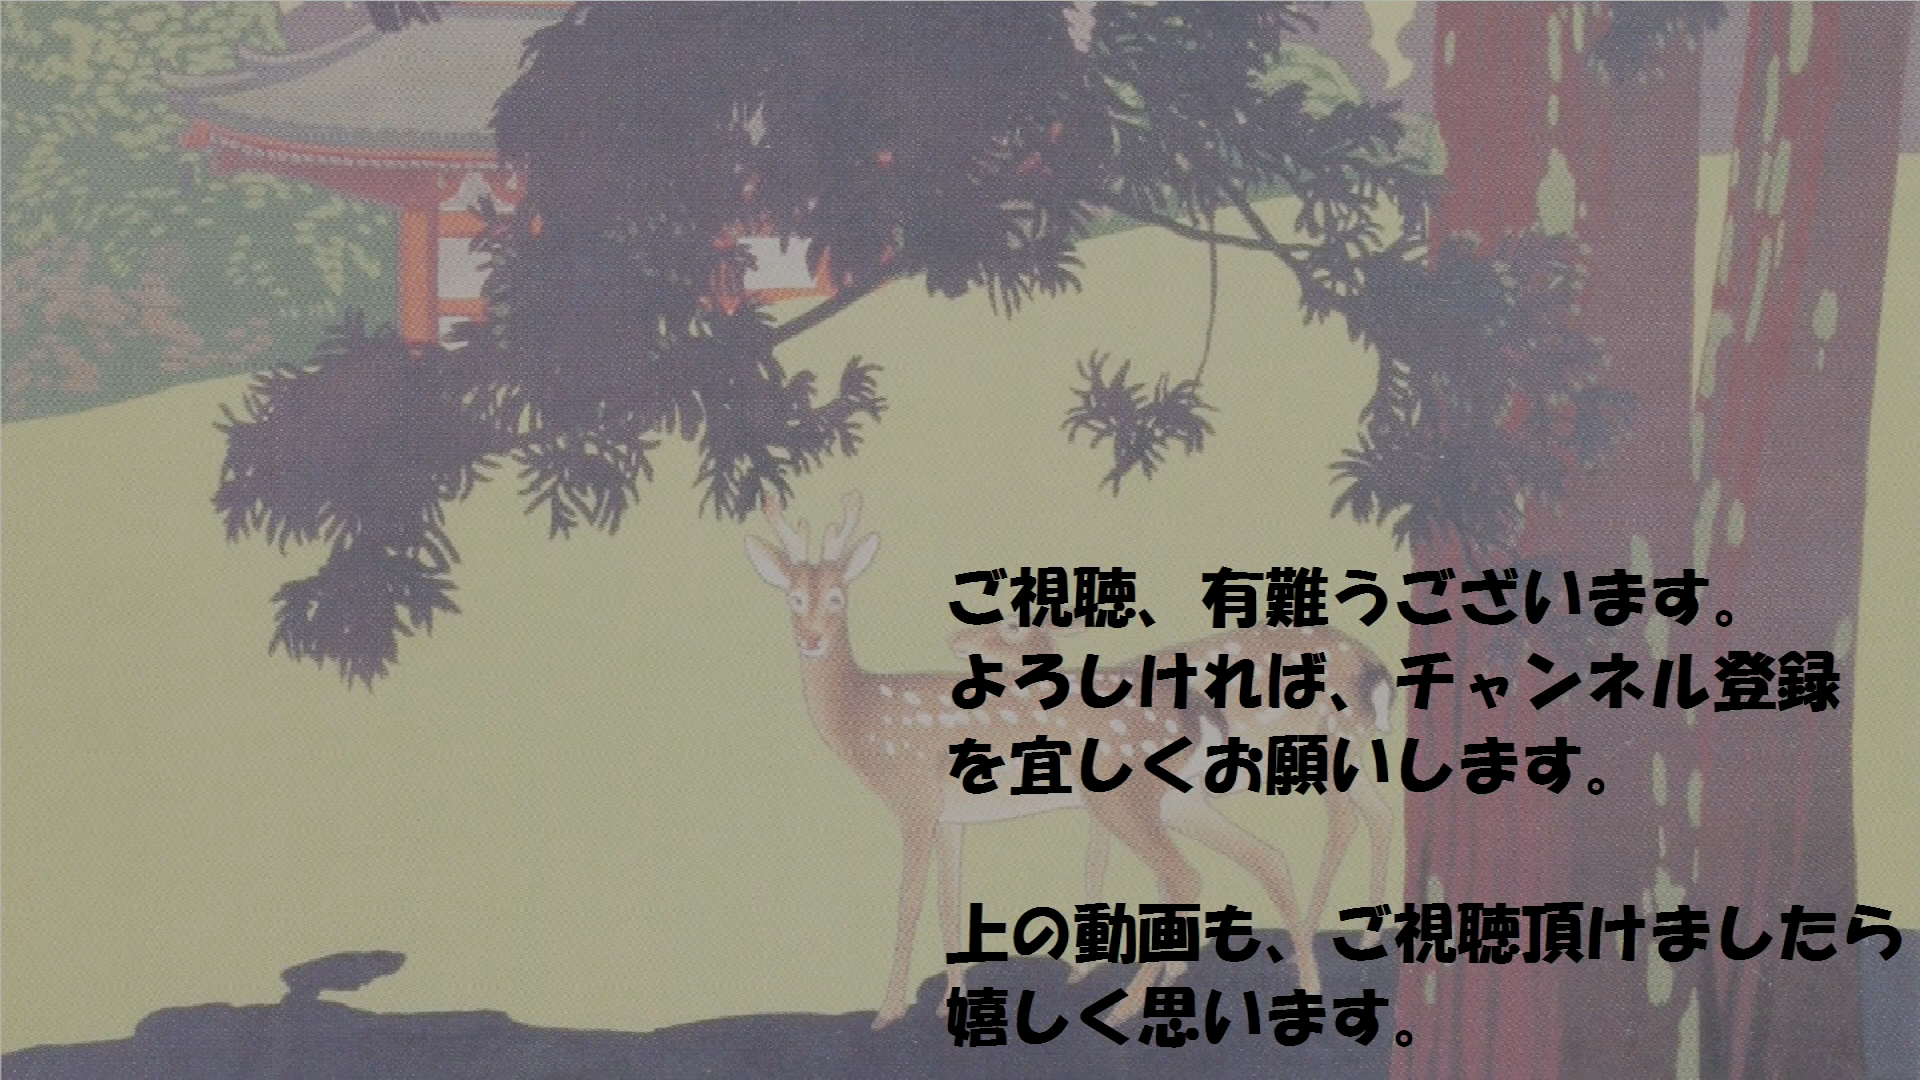 ご視聴、有難うございます。
よろしければ、チャンネル登録
を宜しくお願いします。
上の動画も、ご視聴頂けましたら
嬉しく思います。